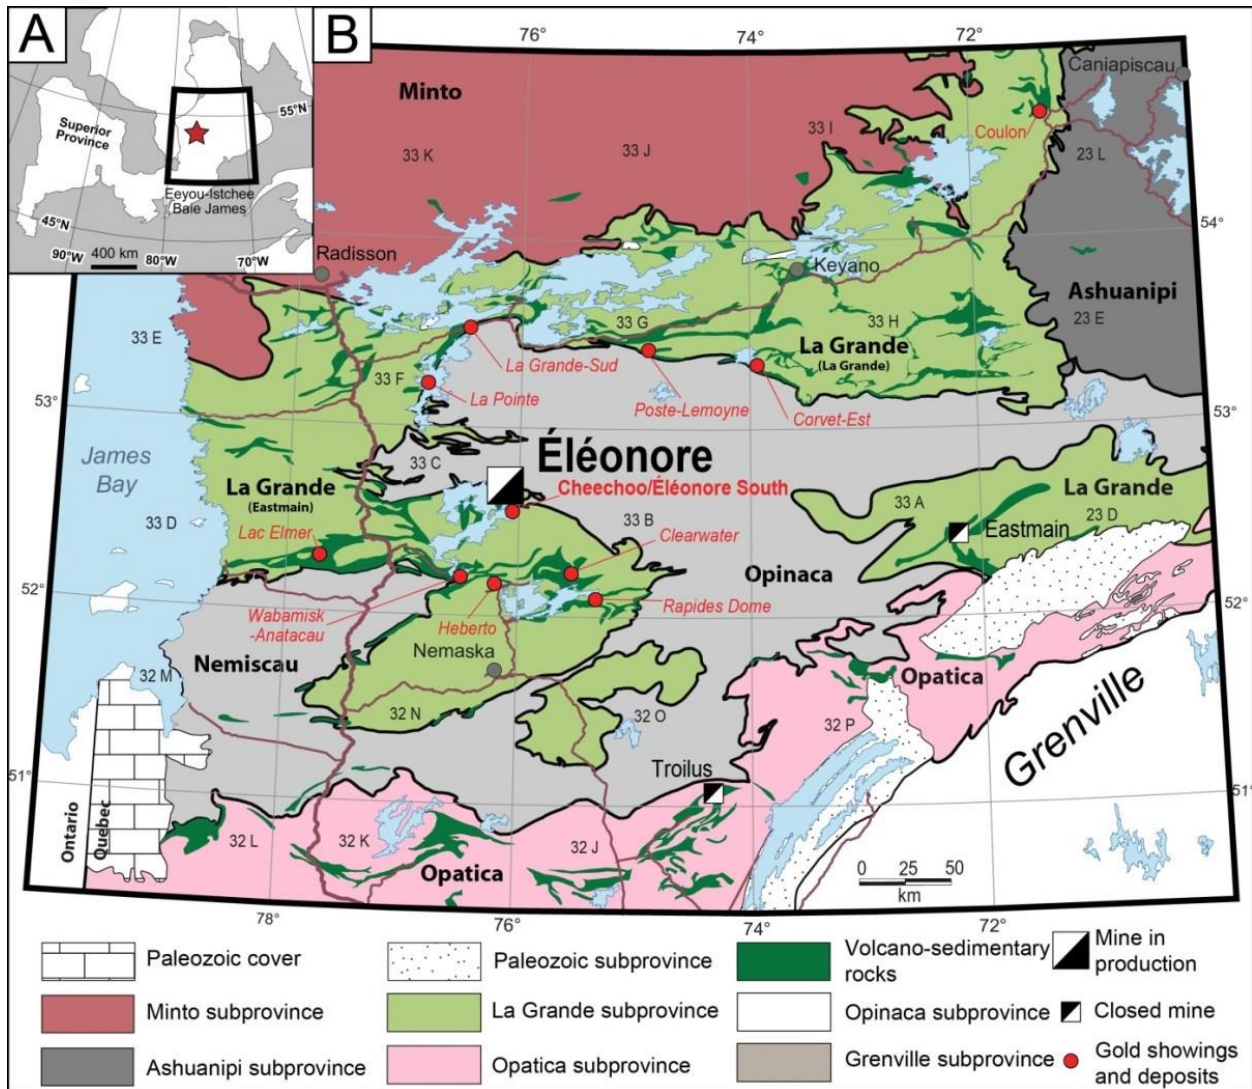 A
B
Superior
Province
55°N
Eeyou-Istchee
Baie James
45°N
90°W
400 km
80°W
70°W
76°
74°
72°
Minto
33 K
33 J
33 I
Caniapiscau
Coulon
23 L
54°
Radisson
Keyano
Ashuanipi
23 E
33 E
33 G
33 H
La Grande
(La Grande)
La Grande-Sud
33 F
La Pointe
Poste-Lemoyne
Corvet-Est
53°
53°
James
Bay
33 C
Éléonore
Cheechoo/Éléonore South
La Grande
(Eastmain)
33 D
Lac Elmer
33 B
Clearwater
33 A
La Grande
23 D
Eastmain
Opinaca
52°
52°
Wabamisk
-Anatacau
Heberto
Rapides Dome
Nemaska
Nemiscau
Opatica
32 M
32 N
32 O
32 P
Grenville
Troilus
51°
51°
Ontario
Quebec
32 L
32 K
32 J
Opatica
0 25 50
km
78°
76°
74°
72°
Paleozoic cover
Paleozoic subprovince
Volcano-sedimentary
rocks
Mine in
production
Minto subprovince
La Grande subprovince
Opinaca subprovince
Closed mine
Ashuanipi subprovince
Opatica subprovince
Grenville subprovince
Gold showings
and deposits